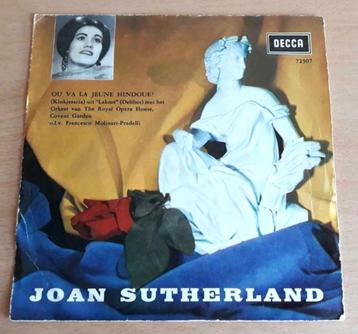 DECCA
72507
OU VA LA JEUNE HINDOUE?
(Klokjesaria) uit "Lakmé" (Delibes) met het
Orkest van The Royal Opera House,
Covent Garden
o.l.v. Francesco Molinari-Pradelli
JOAN SUTHERLAND